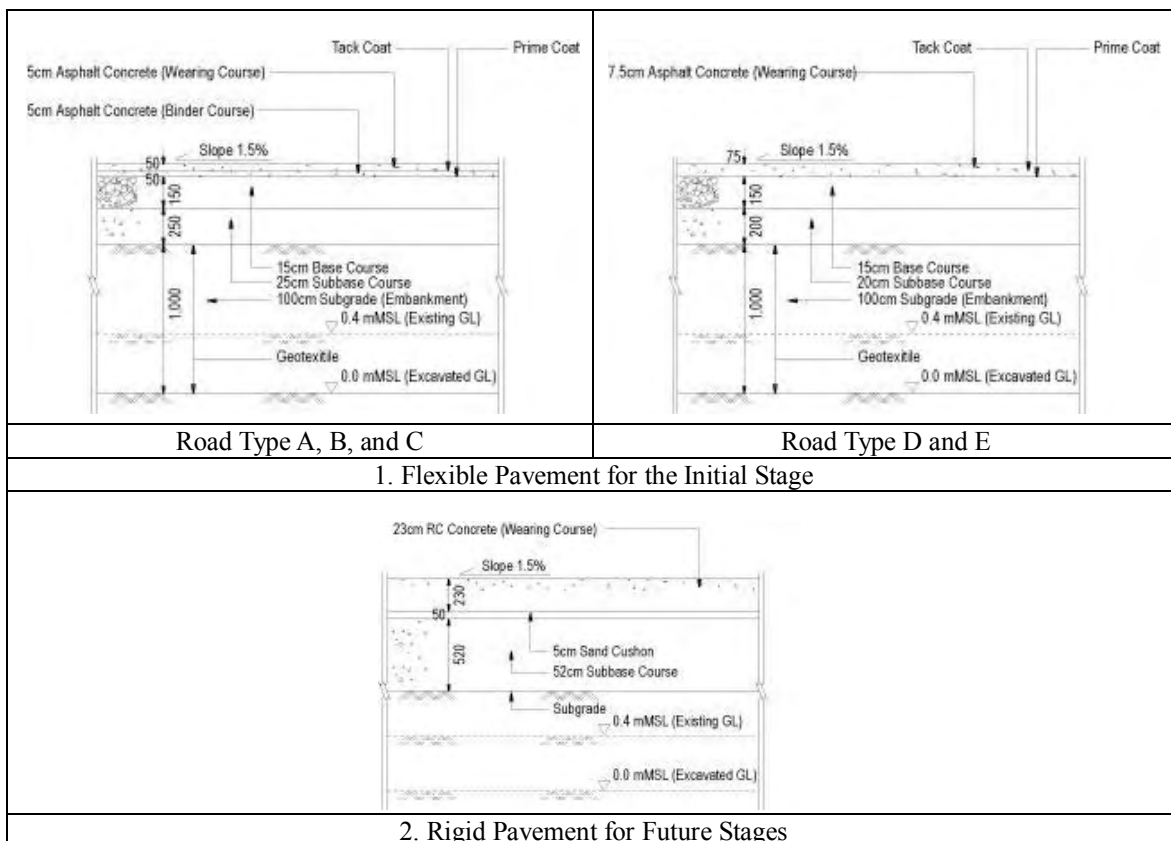 Tack Coat
Prime Coat
5cm Asphalt Concrete (Wearing Course)
5cm Asphalt Concrete (Binder Course)
Slope 1.5%
50
50
150
250
15cm Base Course
25cm Subbase Course
100cm Subgrade (Embankment)
1,000
0.4 mMSL (Existing GL)
Geotexitile
0.0 mMSL (Excavated GL)
Road Type A, B, and C
Tack Coat
Prime Coat
7.5cm Asphalt Concrete (Wearing Course)
Slope 1.5%
75
150
200
15cm Base Course
20cm Subbase Course
100cm Subgrade (Embankment)
1,000
0.4 mMSL (Existing GL)
Geotexitile
0.0 mMSL (Excavated GL)
Road Type D and E
1. Flexible Pavement for the Initial Stage
23cm RC Concrete (Wearing Course)
Slope 1.5%
230
50
520
5cm Sand Cushon
52cm Subbase Course
Subgrade
0.4 mMSL (Existing GL)
0.0 mMSL (Excavated GL)
2. Rigid Pavement for Future Stages